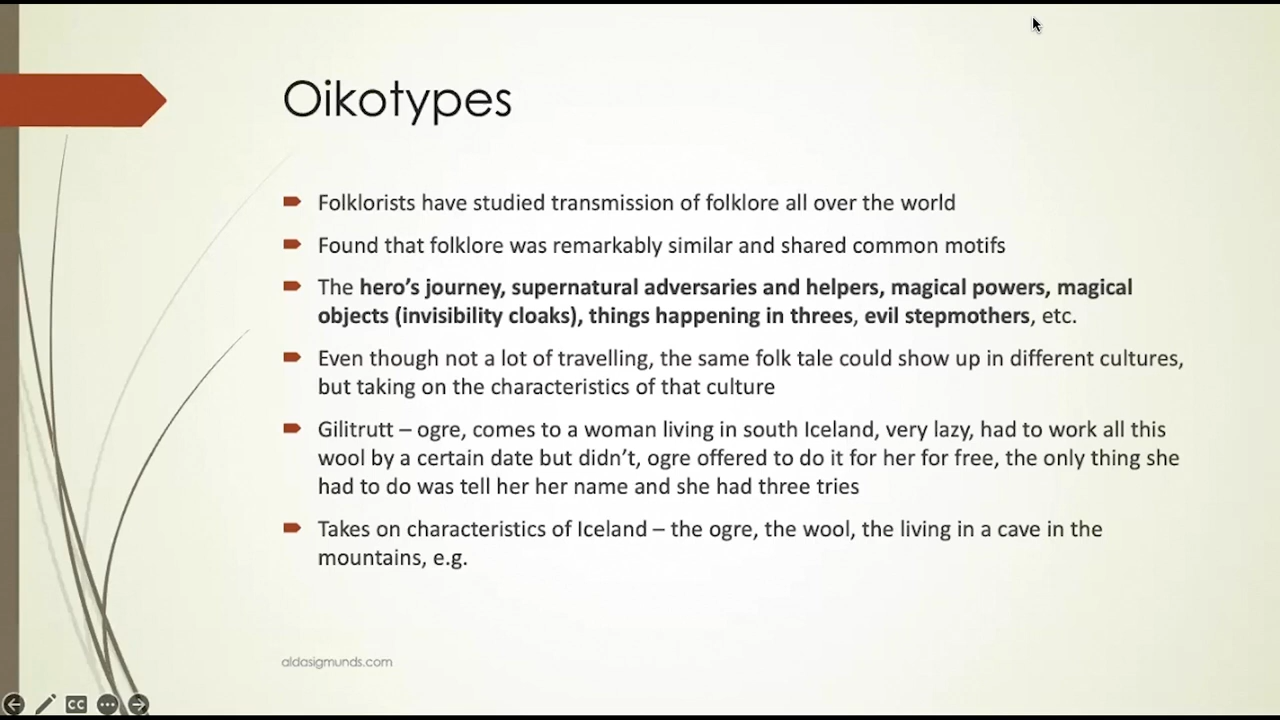 Oikotypes
Folklorists have studied transmission of folklore all over the world
Found that folklore was remarkably similar and shared common motifs
The hero's journey, supernatural adversaries and helpers, magical powers, magical
objects (invisibility cloaks), things happening in threes, evil stepmothers, etc.
Even though not a lot of travelling, the same folk tale could show up in different cultures,
but taking on the characteristics of that culture
Gilitrutt – ogre, comes to a woman living in south Iceland, very lazy, had to work all this
wool by a certain date but didn't, ogre offered to do it for her for free, the only thing she
had to do was tell her her name and she had three tries
Takes on characteristics of Iceland – the ogre, the wool, the living in a cave in the
mountains, e.g.
aldasigmunds.com
CC